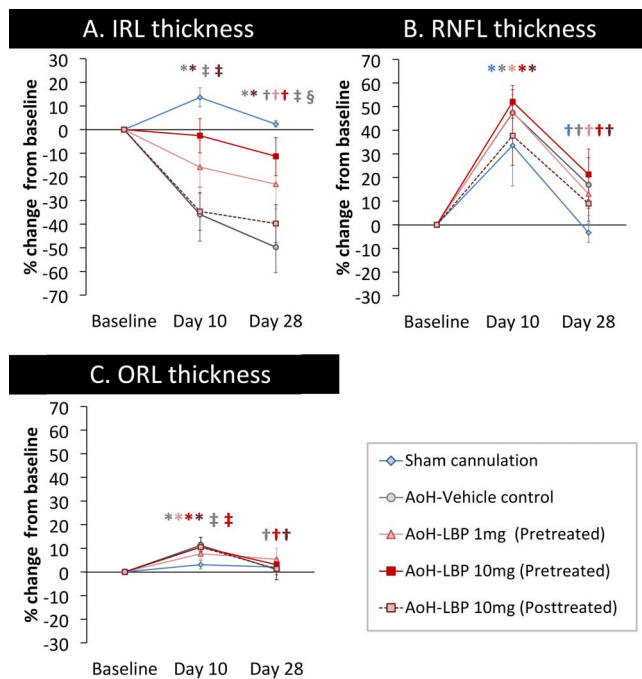 A. IRL thickness
% change from baseline
30
20
10
0
-10
-20
-30
-40
-50
-60
-70
** ‡ ‡
** ††† ‡ §
Baseline Day 10 Day 28
B. RNFL thickness
% change from baseline
70
60
50
40
30
20
10
0
-10
-20
-30
*****
†††††
Baseline Day 10 Day 28
C. ORL thickness
% change from baseline
70
60
50
40
30
20
10
0
-10
-20
-30
**** ‡ ‡
†††
Baseline Day 10 Day 28
Sham cannulation
AoH-Vehicle control
AoH-LBP 1mg (Pretreated)
AoH-LBP 10mg (Pretreated)
AoH-LBP 10mg (Posttreated)